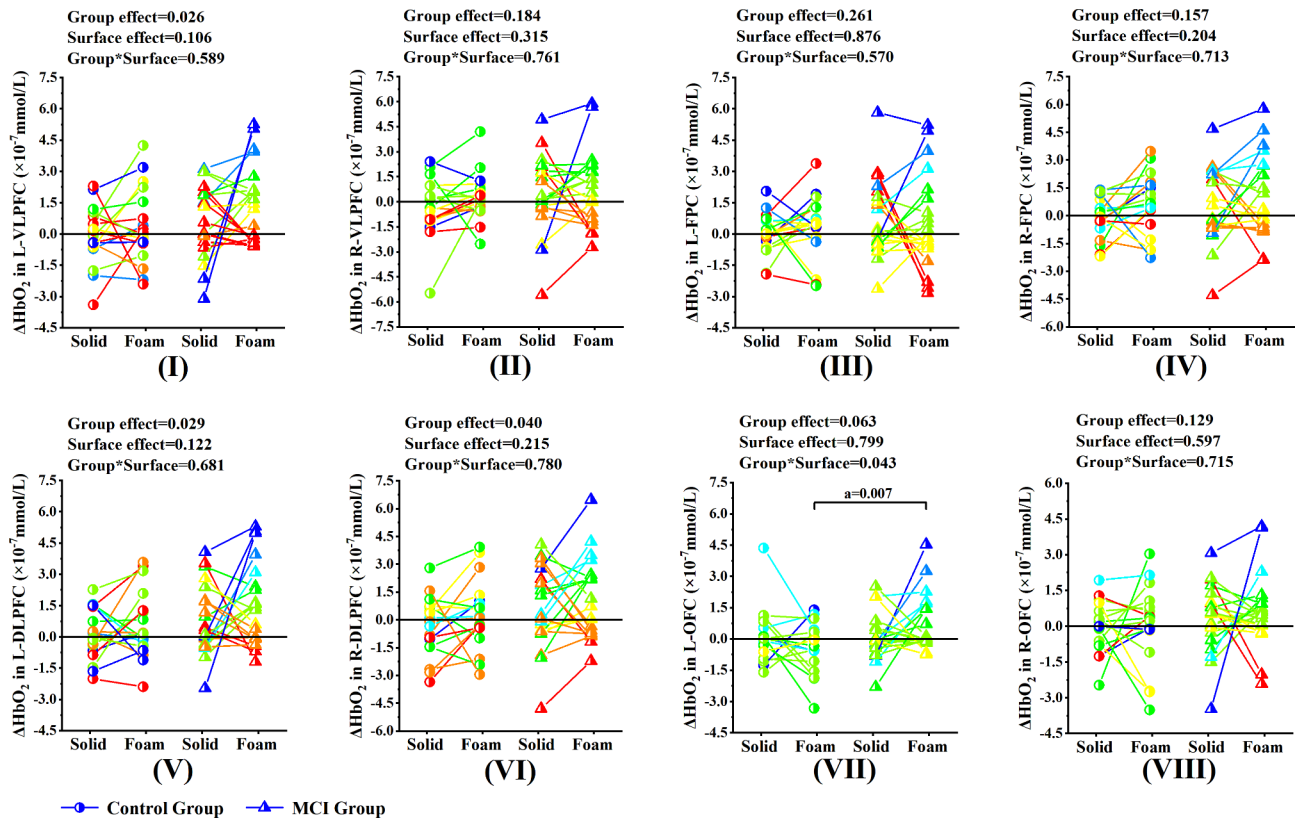 Group effect=0.026
Surface effect=0.106
Group*Surface=0.589
ΔHbO₂ in L-VLPFC (×10⁻⁷mmol/L)
7.5
6.0
4.5
3.0
1.5
0.0
-1.5
-3.0
-4.5
Solid Foam Solid Foam
(I)
Group effect=0.184
Surface effect=0.315
Group*Surface=0.761
ΔHbO₂ in R-VLPFC (×10⁻⁷mmol/L)
7.5
6.0
4.5
3.0
1.5
0.0
-1.5
-3.0
-4.5
-6.0
-7.5
Solid Foam Solid Foam
(II)
Group effect=0.261
Surface effect=0.876
Group*Surface=0.570
ΔHbO₂ in L-FPC (×10⁻⁷mmol/L)
7.5
6.0
4.5
3.0
1.5
0.0
-1.5
-3.0
-4.5
Solid Foam Solid Foam
(III)
Group effect=0.157
Surface effect=0.204
Group*Surface=0.713
ΔHbO₂ in R-FPC (×10⁻⁷mmol/L)
7.5
6.0
4.5
3.0
1.5
0.0
-1.5
-3.0
-4.5
-6.0
Solid Foam Solid Foam
(IV)
Group effect=0.029
Surface effect=0.122
Group*Surface=0.681
ΔHbO₂ in L-DLPFC (×10⁻⁷mmol/L)
7.5
6.0
4.5
3.0
1.5
0.0
-1.5
-3.0
-4.5
Solid Foam Solid Foam
(V)
Group effect=0.040
Surface effect=0.215
Group*Surface=0.780
ΔHbO₂ in R-DLPFC (×10⁻⁷mmol/L)
7.5
6.0
4.5
3.0
1.5
0.0
-1.5
-3.0
-4.5
-6.0
Solid Foam Solid Foam
(VI)
Group effect=0.063
Surface effect=0.799
Group*Surface=0.043
a=0.007
ΔHbO₂ in L-OFC (×10⁻⁷mmol/L)
7.5
6.0
4.5
3.0
1.5
0.0
-1.5
-3.0
-4.5
Solid Foam Solid Foam
(VII)
Group effect=0.129
Surface effect=0.597
Group*Surface=0.715
ΔHbO₂ in R-OFC (×10⁻⁷mmol/L)
6.0
4.5
3.0
1.5
0.0
-1.5
-3.0
-4.5
Solid Foam Solid Foam
(VIII)
Control Group MCI Group